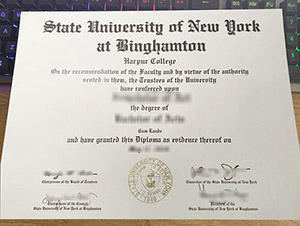 State University of New York
at Binghamton
Harpur College
On the recommendation of the Faculty and by virtue of the authority
vested in them, the Trustees of the University
have conferred upon
the degree of
Bachelor of Arts
Cum Laude
and have granted this Diploma as evidence thereof on
Chairperson of the Board of Trustees
Chancellor of the State University of New York
Chairperson of the Council
State University of New York at Binghamton
President of the
State University of New York at Binghamton